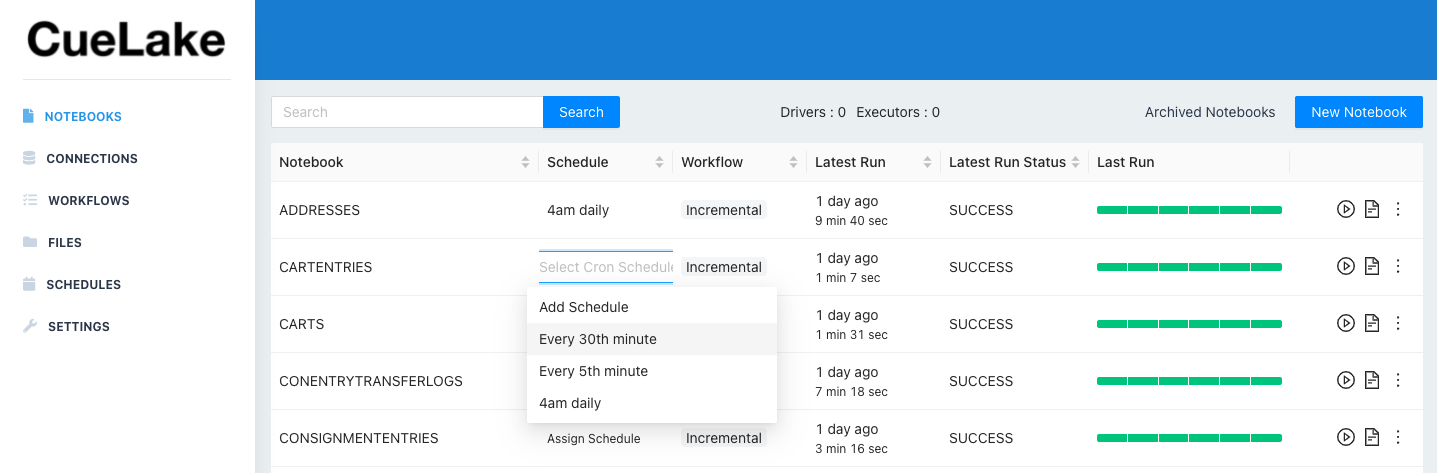 CueLake
NOTEBOOKS
CONNECTIONS
WORKFLOWS
FILES
SCHEDULES
SETTINGS
Search Search Drivers : 0 Executors : 0 Archived Notebooks New Notebook
Notebook Schedule Workflow Latest Run Latest Run Status Last Run
ADDRESSES 4am daily Incremental 1 day ago SUCCESS
9 min 40 sec
CARTENTRIES Select Cron Schedule Incremental 1 day ago SUCCESS
1 min 7 sec
Add Schedule
Every 30th minute
Every 5th minute
4am daily
CARTS 1 day ago SUCCESS
1 min 31 sec
CONENTRYTRANSFERLOGS 1 day ago SUCCESS
7 min 18 sec
CONSIGNMENTENTRIES Assign Schedule Incremental 1 day ago SUCCESS
3 min 16 sec